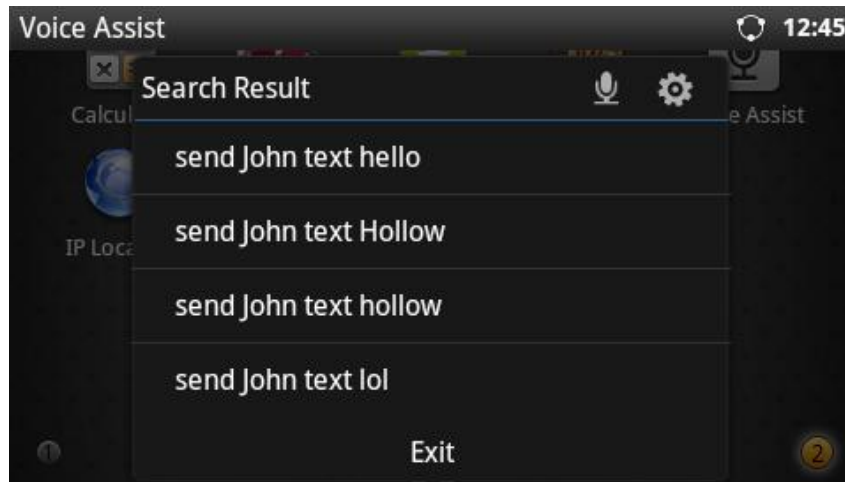 Voice Assist 12:45
Search Result
Calcul
e Assist
send John text hello
send John text Hollow
IP Loca
send John text hollow
send John text lol
Exit
1
2